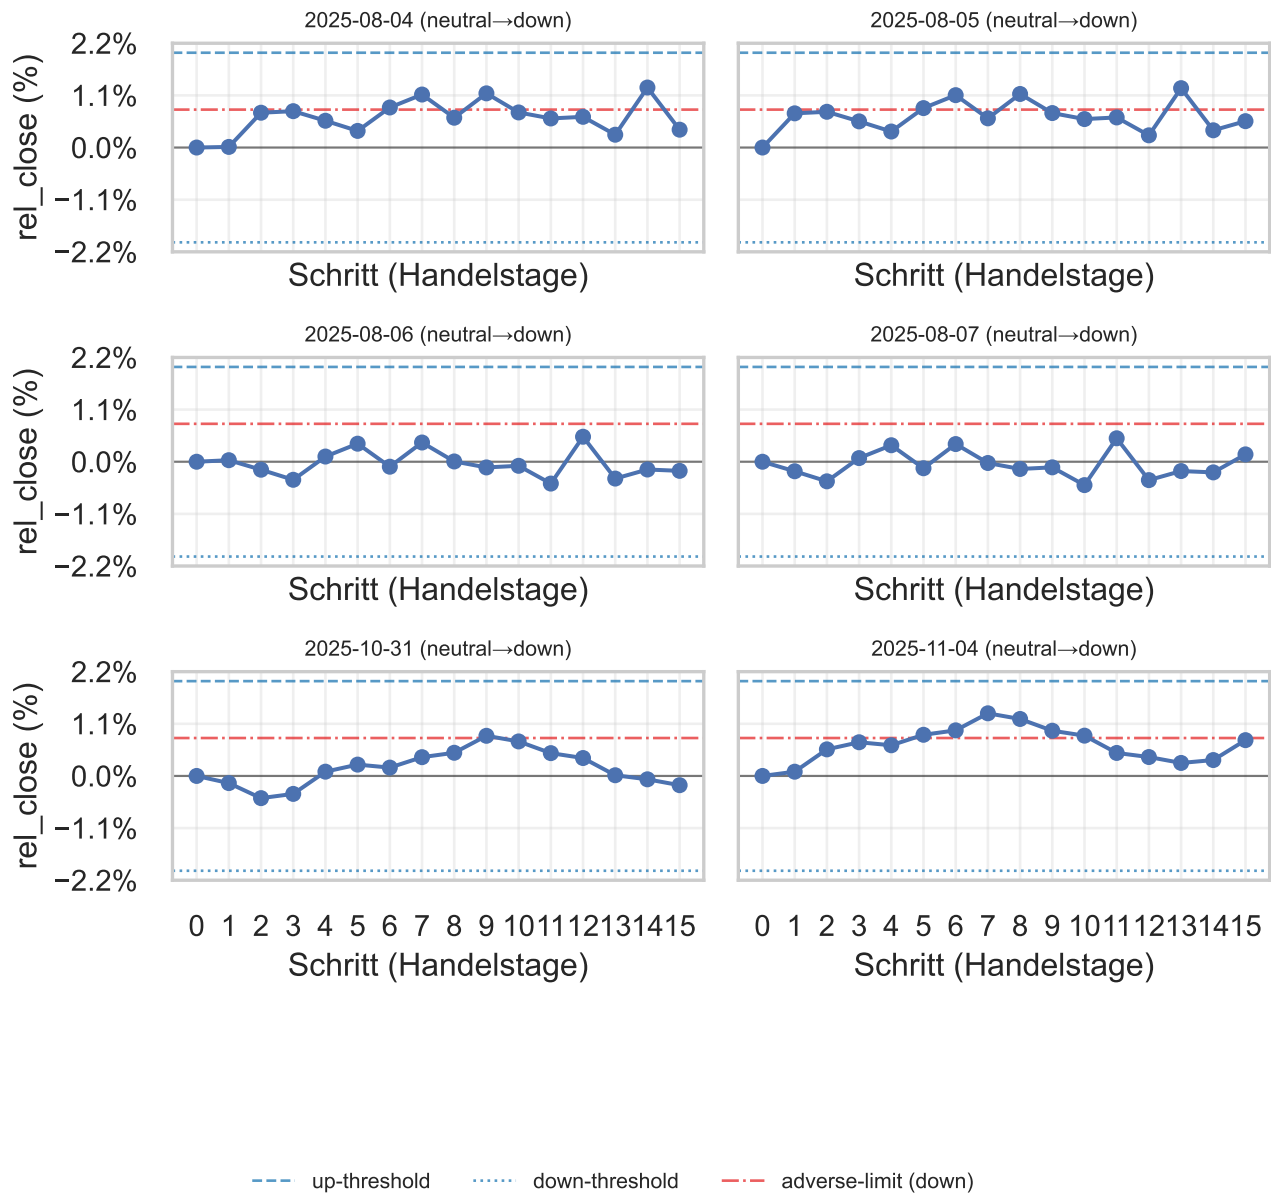 2025-08-04 (neutral→down)
2025-08-05 (neutral→down)
rel_close (%)
2.2%
1.1%
0.0%
−1.1%
−2.2%
Schritt (Handelstage)
Schritt (Handelstage)
2025-08-06 (neutral→down)
2025-08-07 (neutral→down)
rel_close (%)
2.2%
1.1%
0.0%
−1.1%
−2.2%
Schritt (Handelstage)
Schritt (Handelstage)
2025-10-31 (neutral→down)
2025-11-04 (neutral→down)
rel_close (%)
2.2%
1.1%
0.0%
−1.1%
−2.2%
0 1 2 3 4 5 6 7 8 9 10 11 12 13 14 15
0 1 2 3 4 5 6 7 8 9 10 11 12 13 14 15
Schritt (Handelstage)
Schritt (Handelstage)
up-threshold
down-threshold
adverse-limit (down)